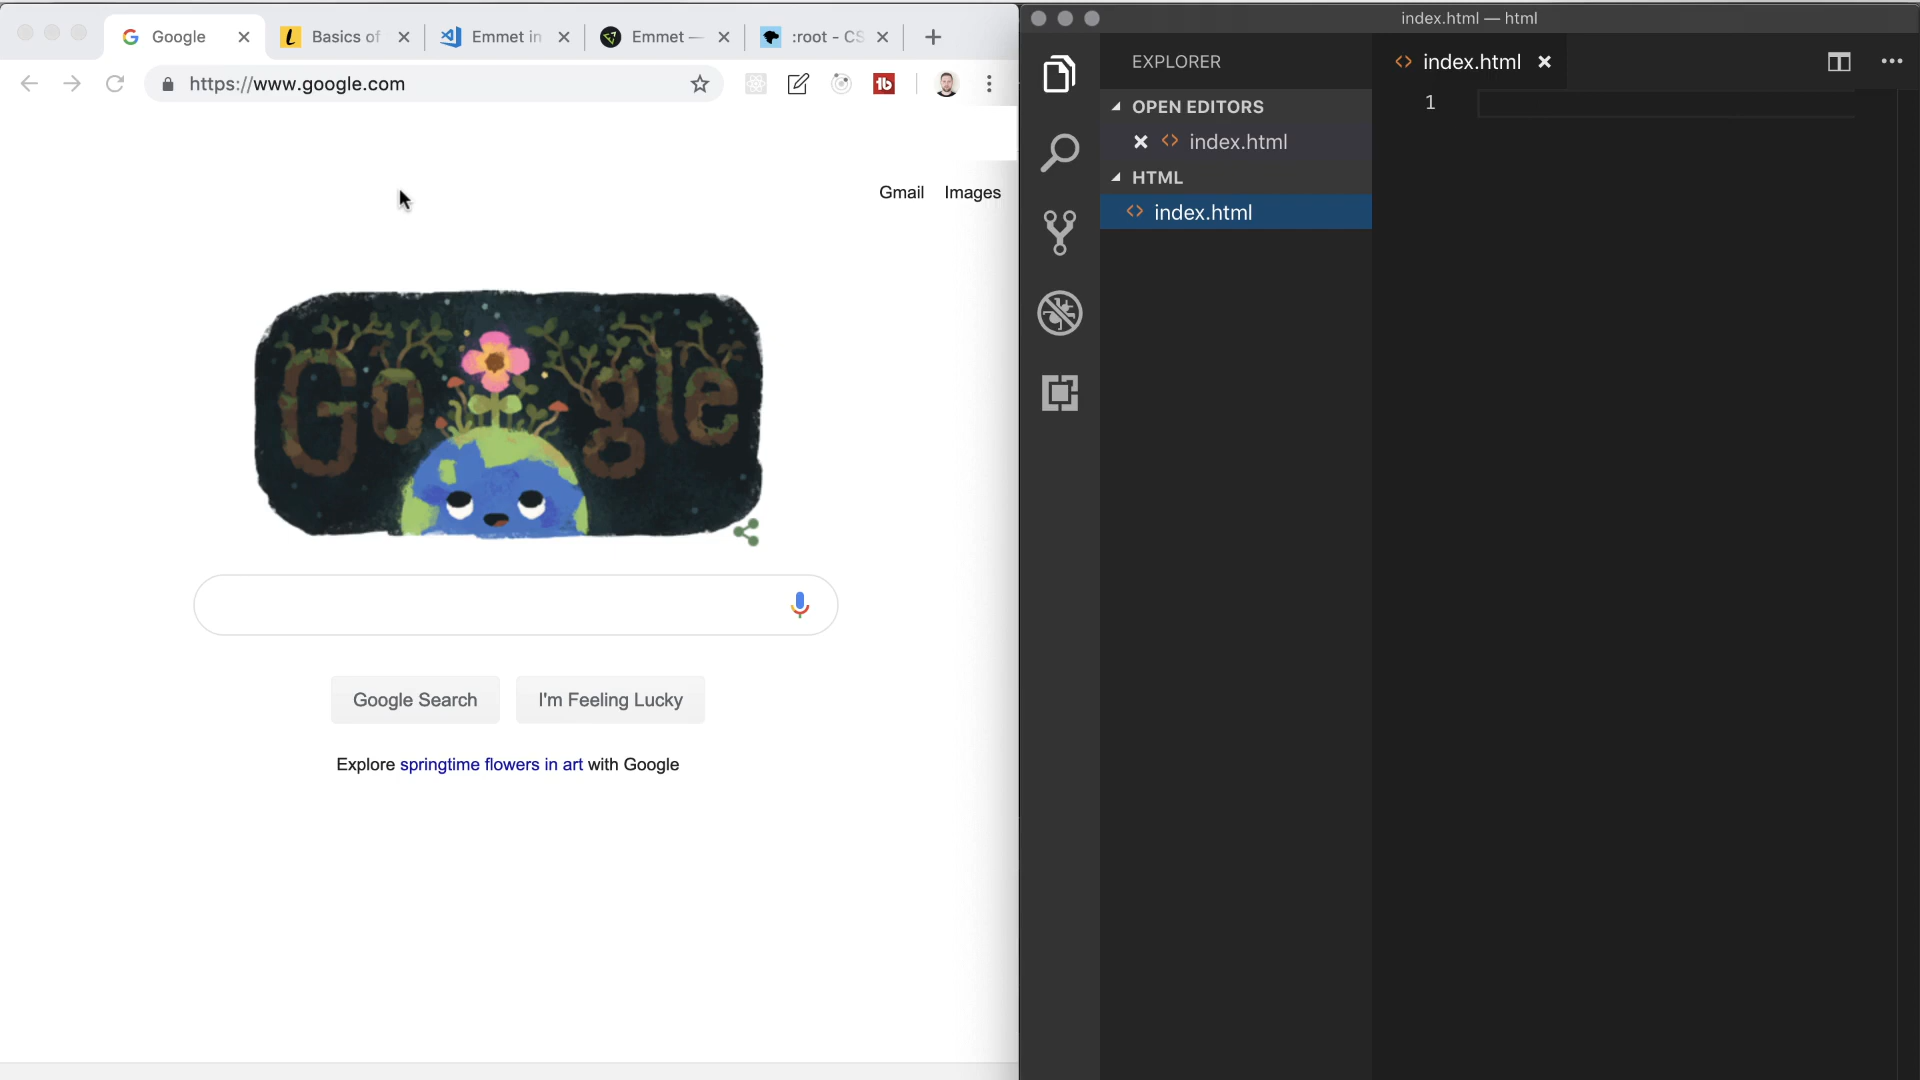 Google
Basics of
Emmet in
Emmet —
:root - CS
https://www.google.com
Gmail Images
Google
Google Search
I'm Feeling Lucky
Explore springtime flowers in art with Google
index.html — html
EXPLORER
index.html
OPEN EDITORS
index.html
HTML
index.html
1